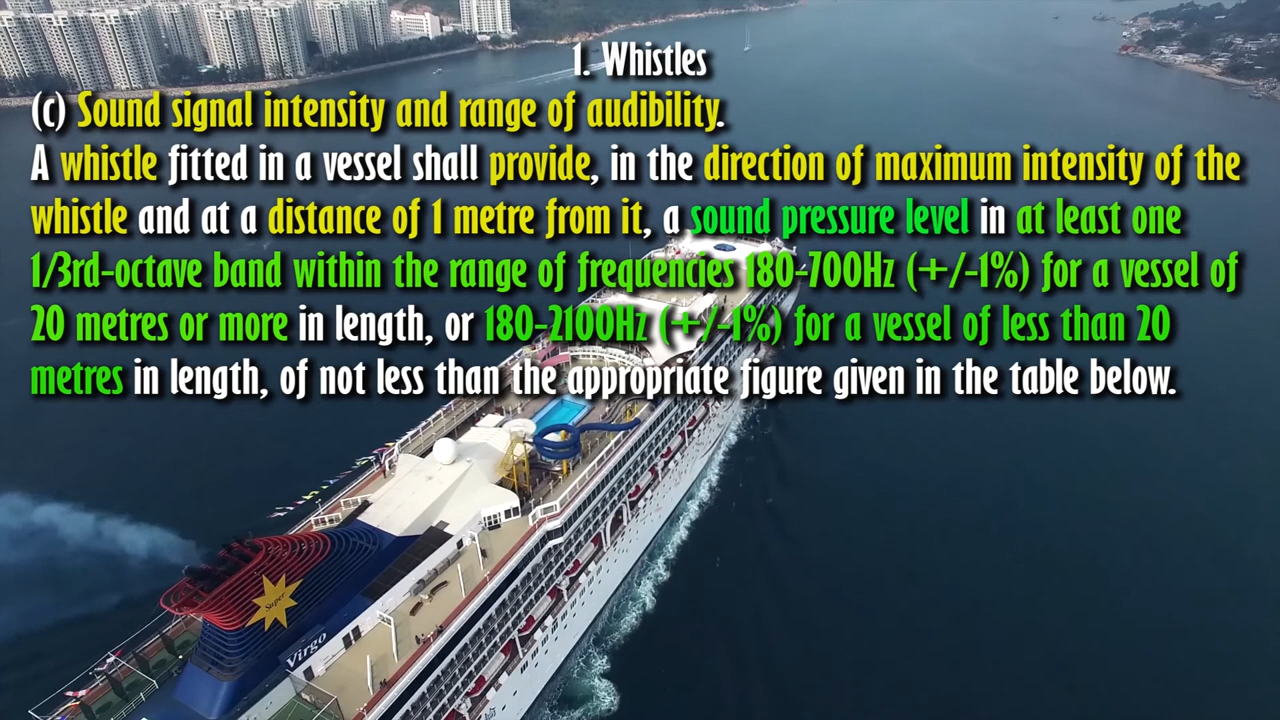 1. Whistles
(c) Sound signal intensity and range of audibility.
A whistle fitted in a vessel shall provide, in the direction of maximum intensity of the
whistle and at a distance of 1 metre from it, a sound pressure level in at least one
1/3rd-octave band within the range of frequencies 180-700Hz (+/-1%) for a vessel of
20 metres or more in length, or 180-2100Hz (+/-1%) for a vessel of less than 20
metres in length, of not less than the appropriate figure given in the table below.
Super
Virgo